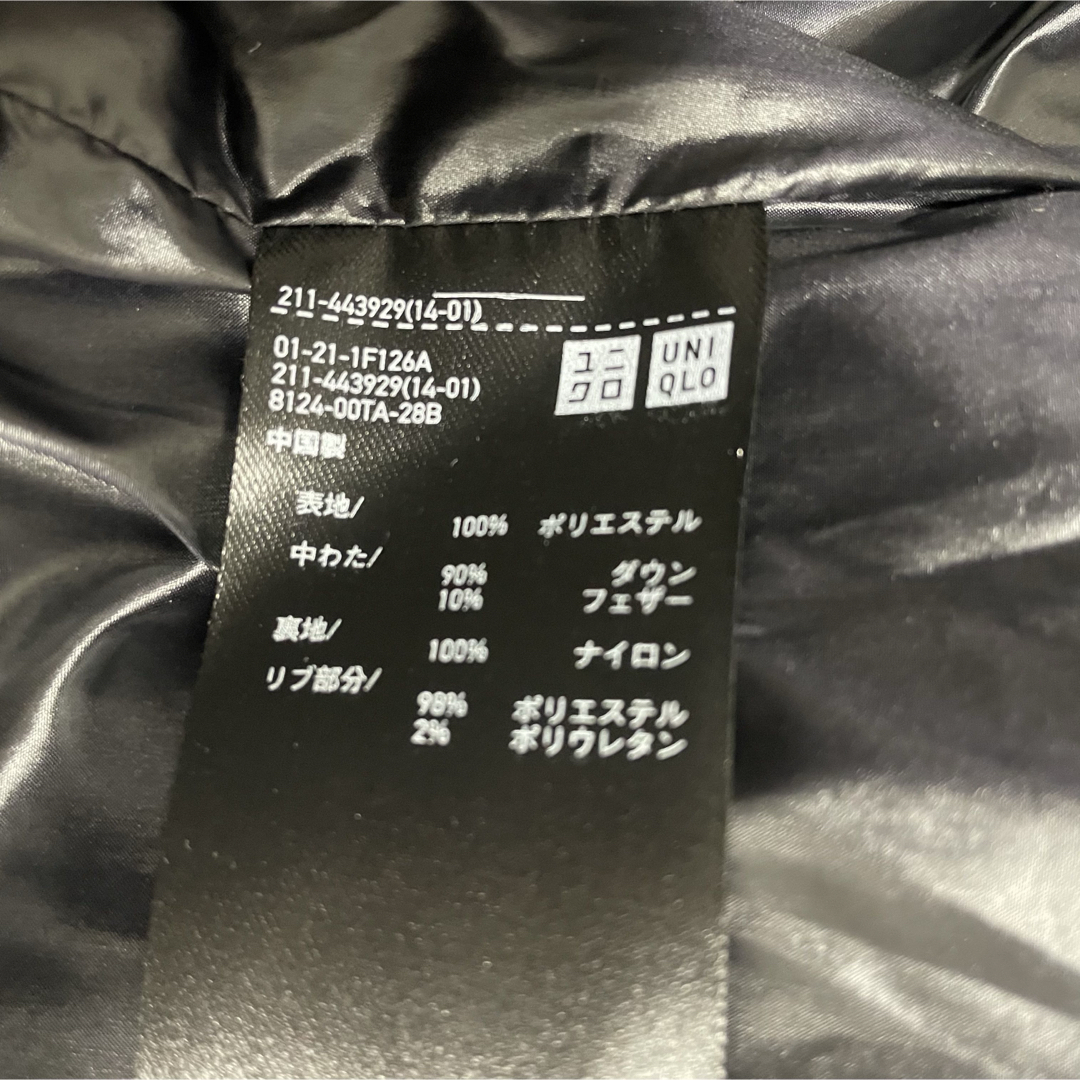 211-443929(14-01)
ユニ
クロ
UNI
QLO
01-21-1F126A
211-443929(14-01)
8124-00TA-28B
中国製
表地/
100% ポリエステル
中わた/
90% ダウン
10% フェザー
裏地/
100% ナイロン
リブ部分/
98% ポリエステル
2% ポリウレタン